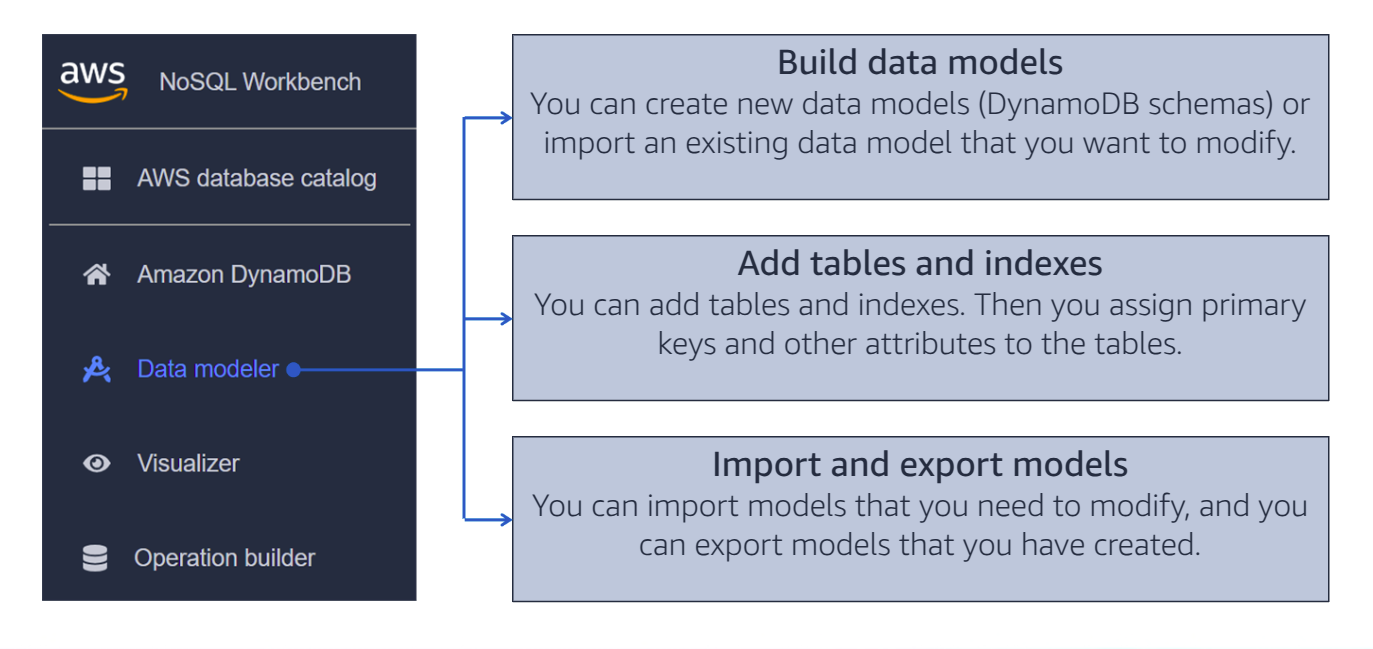 aws
NoSQL Workbench
AWS database catalog
Amazon DynamoDB
Data modeler
Visualizer
Operation builder
Build data models
You can create new data models (DynamoDB schemas) or
import an existing data model that you want to modify.
Add tables and indexes
You can add tables and indexes. Then you assign primary
keys and other attributes to the tables.
Import and export models
You can import models that you need to modify, and you
can export models that you have created.